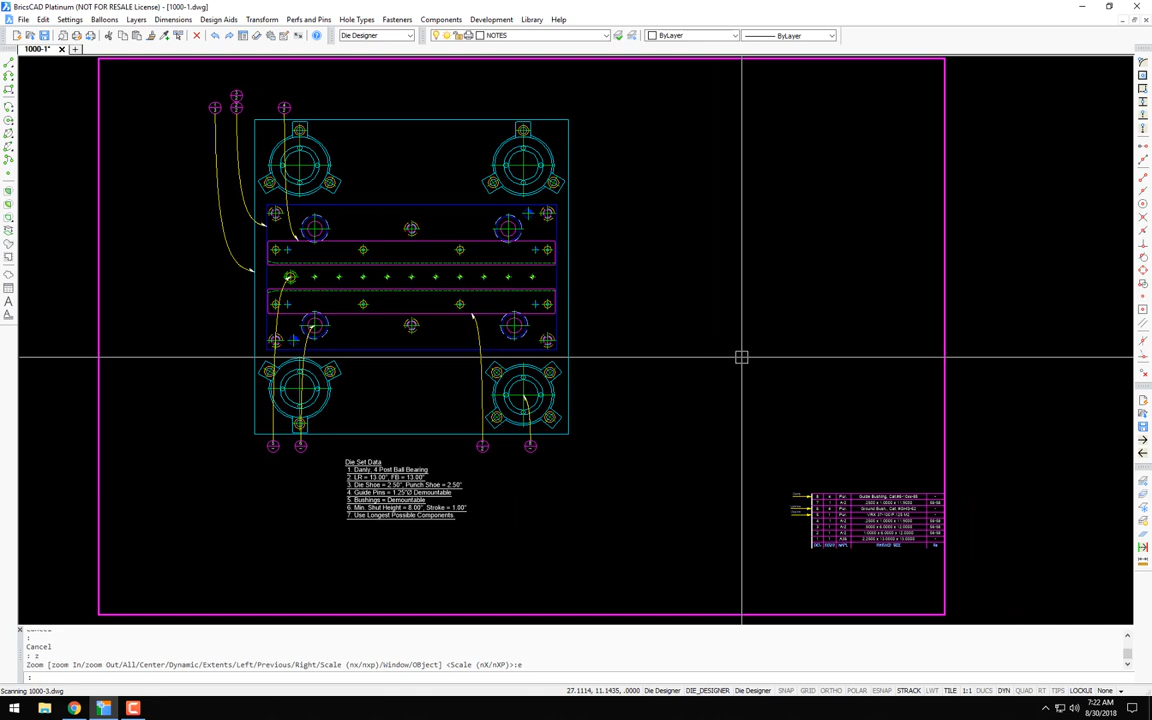 BricsCAD Platinum (NOT FOR RESALE License) - [1000-1.dwg]
File Settings Balloons Layers Dimensions Design Aids Transform Perfs and Pins Hole Types Fasteners Components Development Library Help
Die Designer NOTES ByLayer ByLayer
1000-1*
Die Set Data
1. Danly, 4 Post Ball Bearing
2. LR = 13.00", FB = 13.00"
3. Die Shoe = 2.50", Punch Shoe = 2.50"
4. Guide Pins = 1.25"Ø Demountable
5. Bushings = Demountable
6. Min. Shut Height = 8.00", Stroke = 1.00"
7. Use Longest Possible Components
Cancel
:
Cancel
: z
Zoom [zoom In/zoom Out/All/Center/Dynamic/Extents/Left/Previous/Right/Scale (nx/nxp)/Window/OBject] <Scale (nX/nXP)>:e
:
Scanning 1000-3.dwg 27.1114, 11.1435, .0000 Die Designer DIE_DESIGNER Die Designer SNAP GRID ORTHO POLAR ESNAP STRACK LWT TILE 1:1 DUCS DYN QUAD RT TIPS LOCKUI None
7:22 AM
8/30/2018